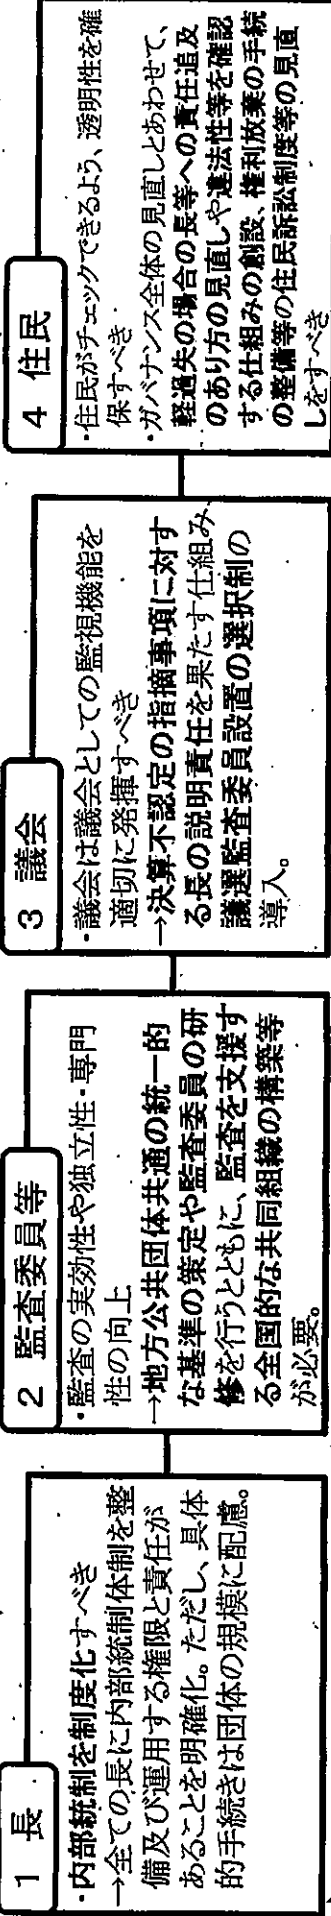 1 長
・内部統制を制度化すべき
→全ての長に内部統制体制を整
備及び運用する権限と責任が
あることを明確化。ただし、具体
的手続きは団体の規模に配慮。
2 監査委員等
・監査の実効性や独立性・専門
性の向上
→地方公共団体共通の統一的
な基準の策定や監査委員の研
修を行うとともに、監査を支援す
る全国的な共同組織の構築等
が必要。
3 議会
・議会は議会としての監視機能を
適切に発揮すべき
→決算不認定の指摘事項に対す
る長の説明責任を果たす仕組み、
議選監査委員設置の選択制の
導入。
4 住民
・住民がチェックできるよう、透明性を確
保すべき
・ガバナンス全体の見直しとあわせて、
軽過失の場合の長等への責任追及
のあり方の見直しや違法性等を確認
する仕組みの創設、権利放棄の手続
の整備等の住民訴訟制度等の見直
しをすべき